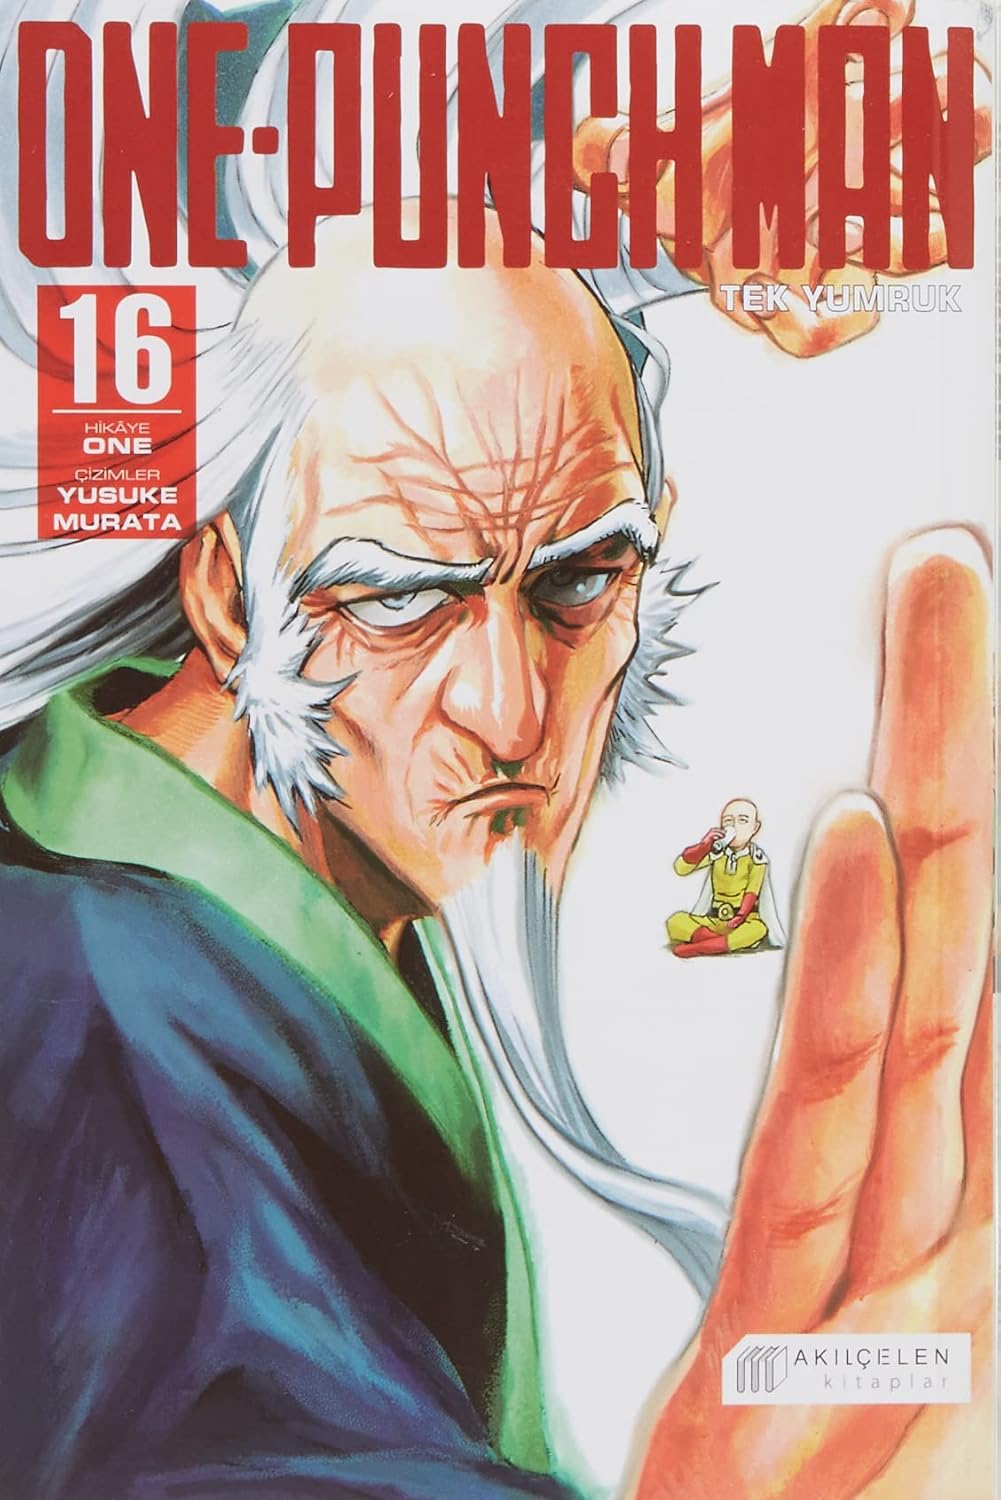 ONE-PUNCH MAN
TEK YUMRUK
16
HİKÂYE
ONE
ÇİZİMLER
YUSUKE
MURATA
AKILÇELEN
kitaplar